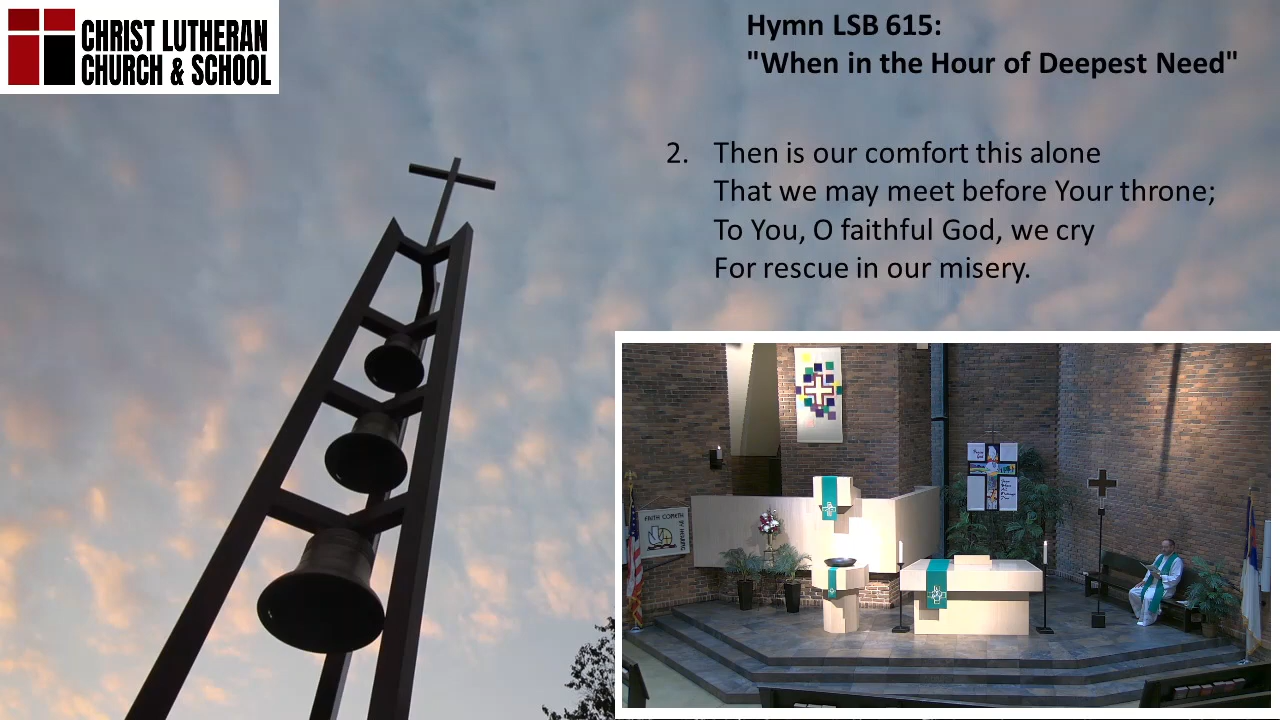 CHRIST LUTHERAN
CHURCH & SCHOOL
Hymn LSB 615:
"When in the Hour of Deepest Need"
2. Then is our comfort this alone
That we may meet before Your throne;
To You, O faithful God, we cry
For rescue in our misery.
FAITH COMETH
BY HEARING